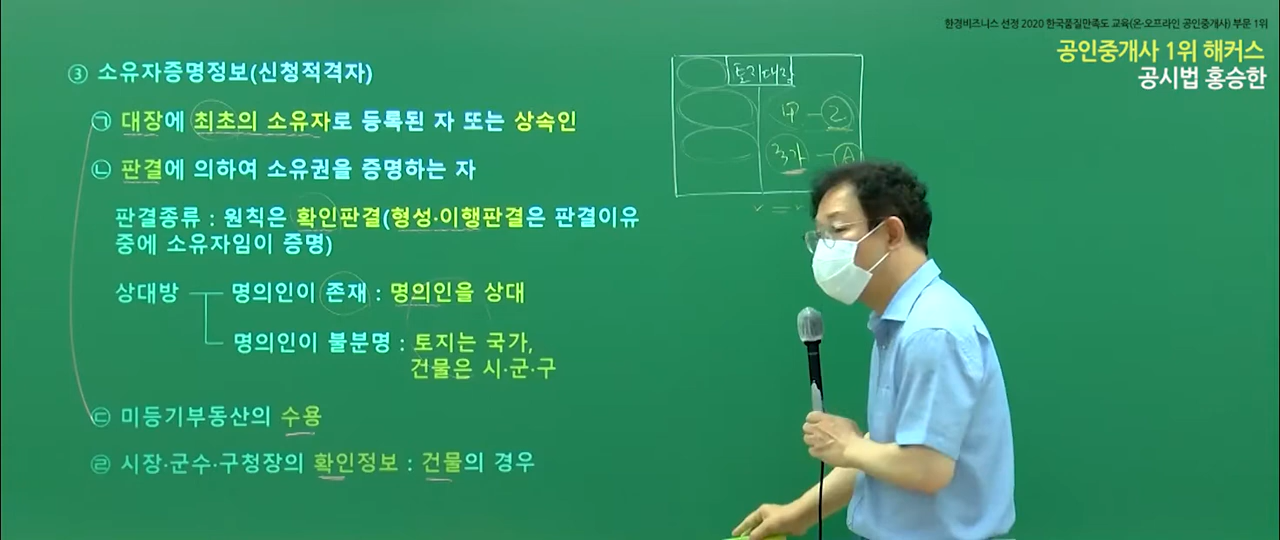 한경비즈니스 선정 2020 한국품질만족도 교육(온·오프라인 공인중개사) 부문 1위
공인중개사 1위 해커스
공시법 홍승한
③ 소유자증명정보(신청적격자)
㉠ 대장에 최초의 소유자로 등록된 자 또는 상속인
㉡ 판결에 의하여 소유권을 증명하는 자
판결종류 : 원칙은 확인판결(형성·이행판결은 판결이유
중에 소유자임이 증명)
상대방
명의인이 존재 : 명의인을 상대
명의인이 불분명 : 토지는 국가,
건물은 시·군·구
㉢ 미등기부동산의 수용
㉣ 시장·군수·구청장의 확인정보 : 건물의 경우
토지대장
甲 - 乙
국가 - A